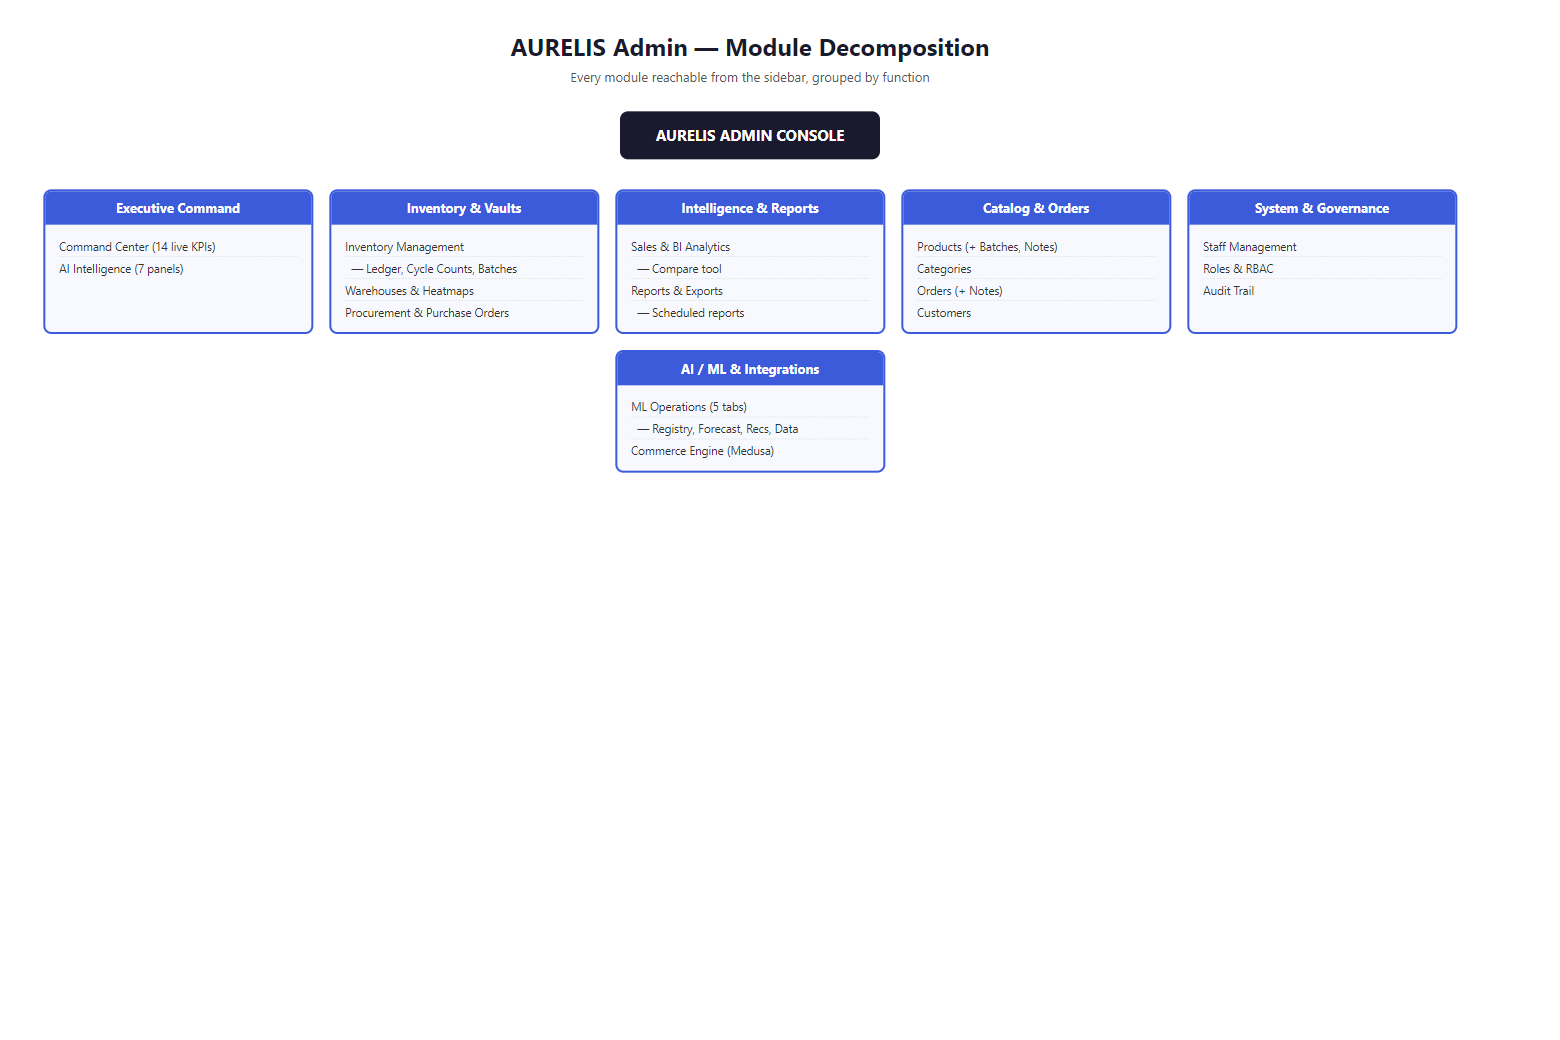 AURELIS Admin — Module Decomposition
Every module reachable from the sidebar, grouped by function
AURELIS ADMIN CONSOLE
Executive Command
Command Center (14 live KPIs)
AI Intelligence (7 panels)
Inventory & Vaults
Inventory Management
— Ledger, Cycle Counts, Batches
Warehouses & Heatmaps
Procurement & Purchase Orders
Intelligence & Reports
Sales & BI Analytics
— Compare tool
Reports & Exports
— Scheduled reports
Catalog & Orders
Products (+ Batches, Notes)
Categories
Orders (+ Notes)
Customers
System & Governance
Staff Management
Roles & RBAC
Audit Trail
AI / ML & Integrations
ML Operations (5 tabs)
— Registry, Forecast, Recs, Data
Commerce Engine (Medusa)